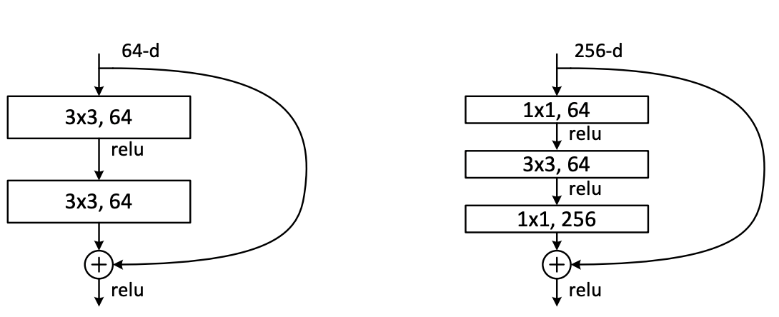 64-d
3x3, 64
relu
3x3, 64
+
relu
256-d
1x1, 64
relu
3x3, 64
relu
1x1, 256
+
relu